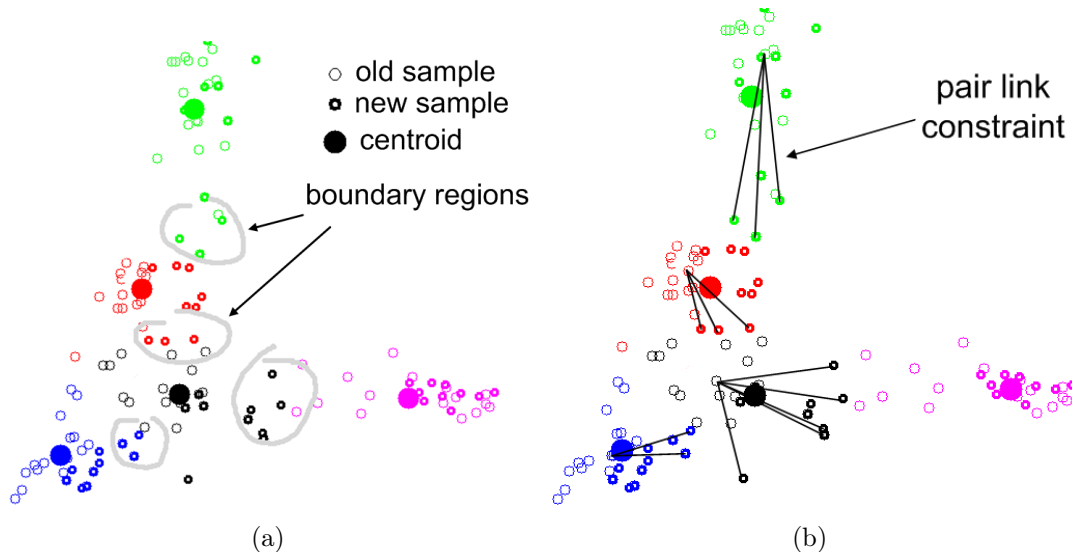 old sample
new sample
centroid
boundary regions
(a)
pair link
constraint
(b)